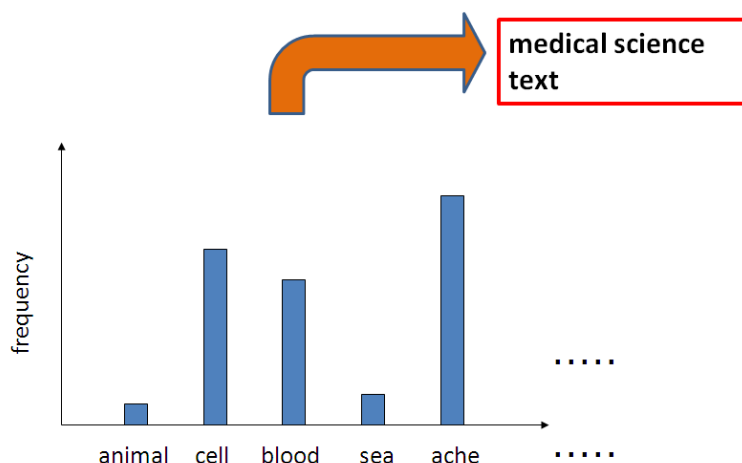 medical science
text
frequency
.....
animal cell blood sea ache .....